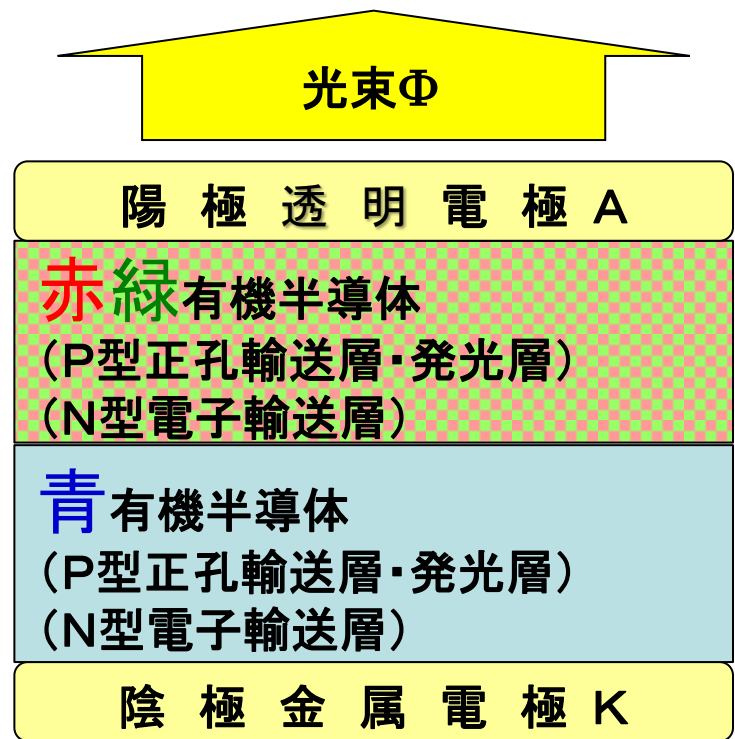 光束Φ
陽極透明電極A
赤緑有機半導体
（P型正孔輸送層・発光層）
（N型電子輸送層）
青有機半導体
（P型正孔輸送層・発光層）
（N型電子輸送層）
陰極金属電極K